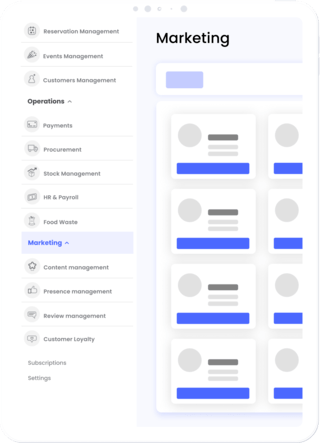 Reservation Management
Events Management
Customers Management
Operations
Payments
Procurement
Stock Management
HR & Payroll
Food Waste
Marketing
Content management
Presence management
Review management
Customer Loyalty
Subscriptions
Settings
Marketing